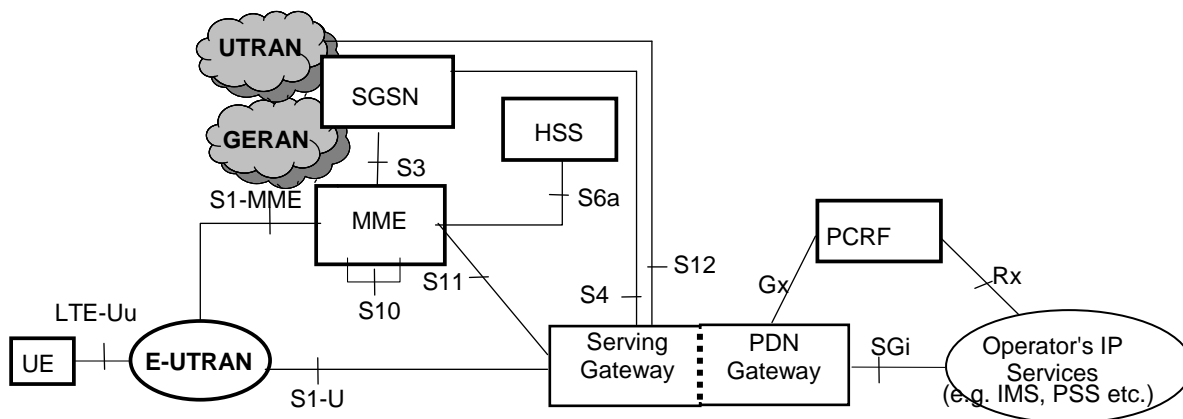 UTRAN
SGSN
GERAN
HSS
S3
S1-MME
S6a
MME
PCRF
S11
S12
Gx
Rx
S10
S4
LTE-Uu
UE
E-UTRAN
Serving
Gateway
PDN
Gateway
SGi
Operator's IP
Services
(e.g. IMS, PSS etc.)
S1-U